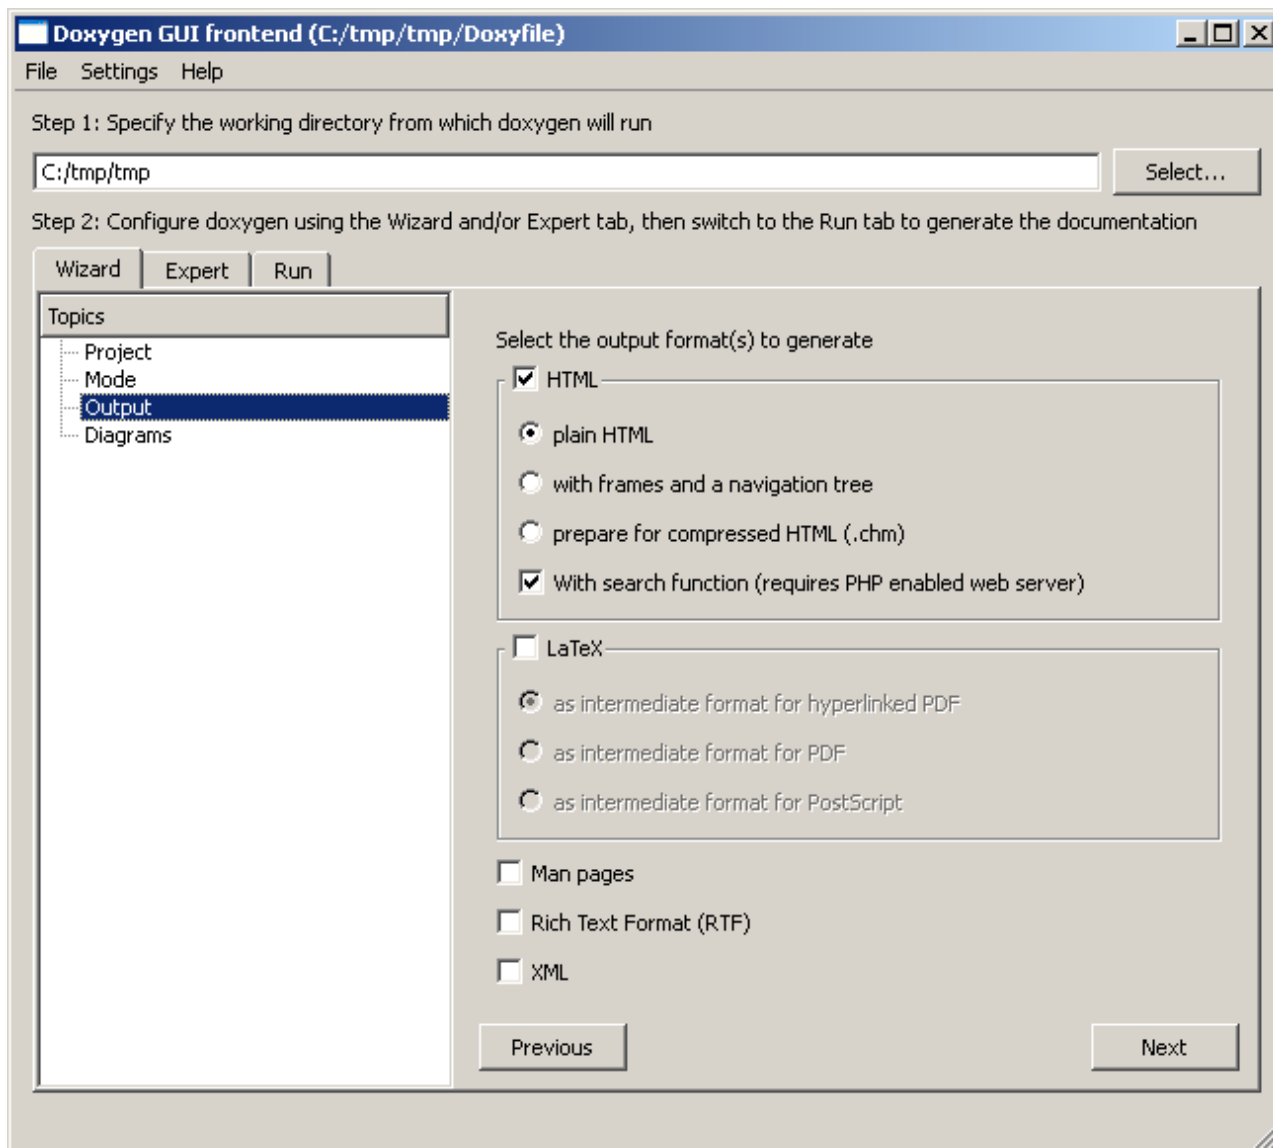 Doxygen GUI frontend (C:/tmp/tmp/Doxyfile)
File Settings Help
Step 1: Specify the working directory from which doxygen will run
C:/tmp/tmp
Select...
Step 2: Configure doxygen using the Wizard and/or Expert tab, then switch to the Run tab to generate the documentation
Wizard Expert Run
Topics
Project
Mode
Output
Diagrams
Select the output format(s) to generate
HTML
plain HTML
with frames and a navigation tree
prepare for compressed HTML (.chm)
With search function (requires PHP enabled web server)
LaTeX
as intermediate format for hyperlinked PDF
as intermediate format for PDF
as intermediate format for PostScript
Man pages
Rich Text Format (RTF)
XML
Previous
Next